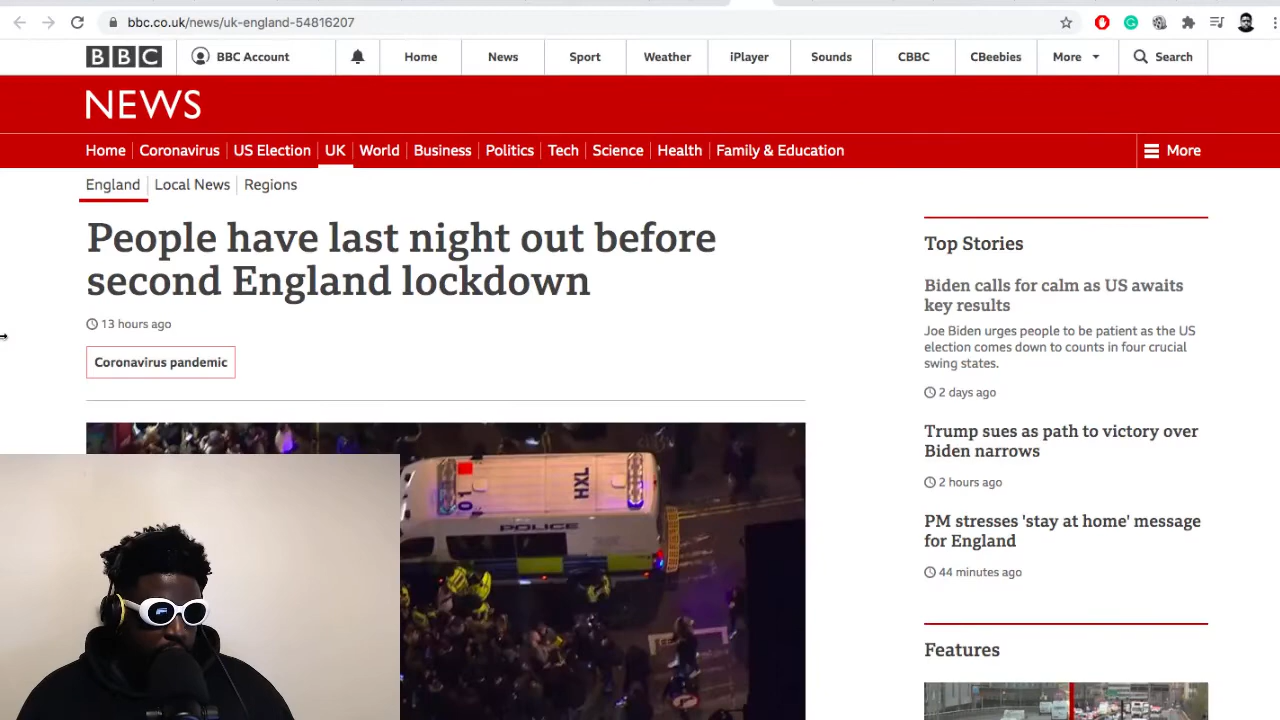 bbc.co.uk/news/uk-england-54816207
BBC
BBC Account
Home
News
Sport
Weather
iPlayer
Sounds
CBBC
CBeebies
More
Search
NEWS
Home
Coronavirus
US Election
UK
World
Business
Politics
Tech
Science
Health
Family & Education
More
England
Local News
Regions
People have last night out before
second England lockdown
13 hours ago
Coronavirus pandemic
HXL
01
POLICE
Top Stories
Biden calls for calm as US awaits
key results
Joe Biden urges people to be patient as the US
election comes down to counts in four crucial
swing states.
2 days ago
Trump sues as path to victory over
Biden narrows
2 hours ago
PM stresses 'stay at home' message
for England
44 minutes ago
Features